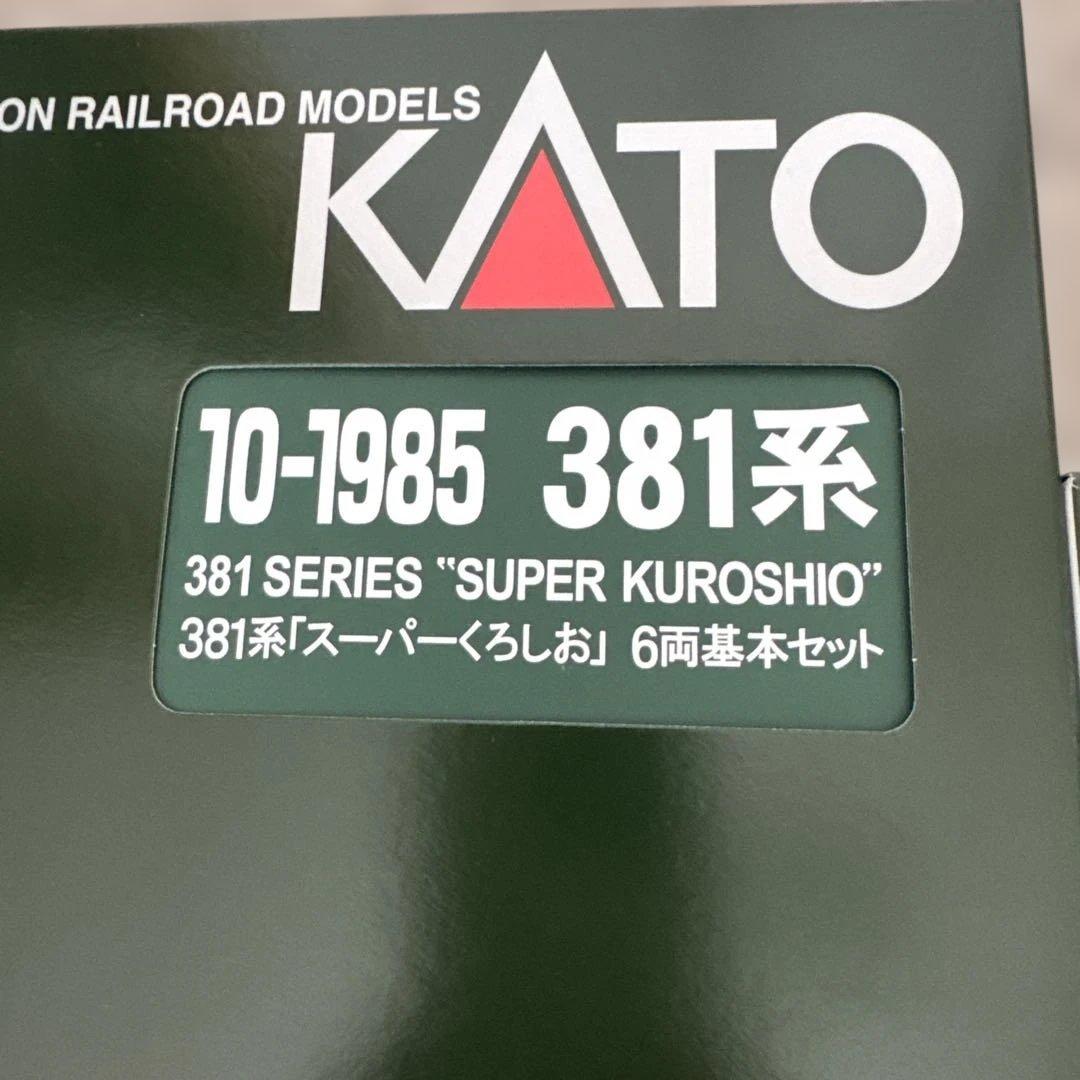 ON RAILROAD MODELS
KATO
10-1985 381系
381 SERIES “SUPER KUROSHIO”
381系「スーパーくろしお」 6両基本セット